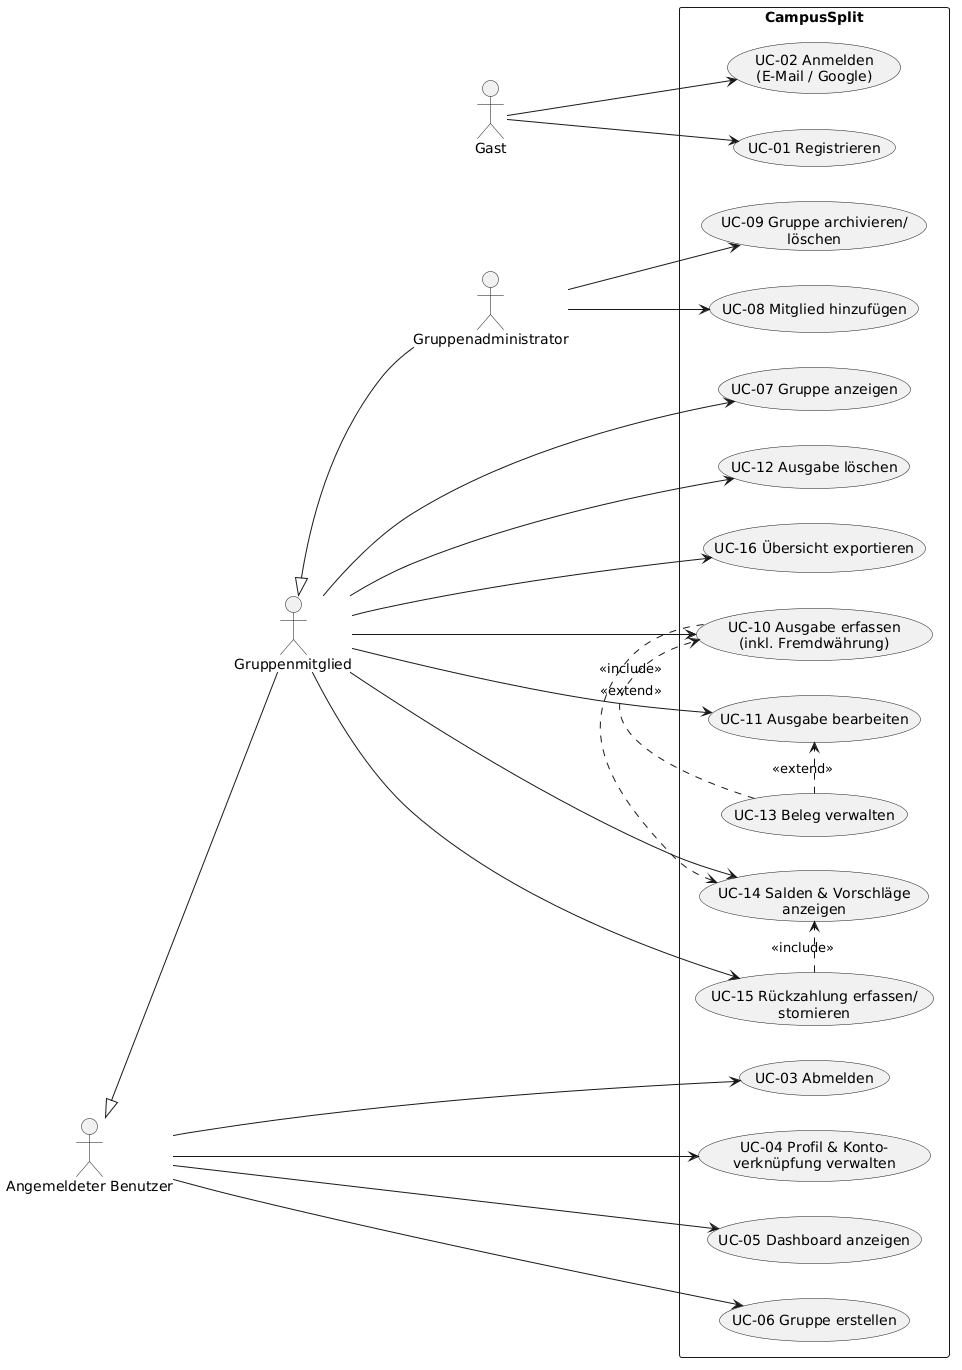 CampusSplit
UC-02 Anmelden
(E-Mail / Google)
Gast
UC-01 Registrieren
UC-09 Gruppe archivieren/
löschen
UC-08 Mitglied hinzufügen
Gruppenadministrator
UC-07 Gruppe anzeigen
UC-12 Ausgabe löschen
UC-16 Übersicht exportieren
UC-10 Ausgabe erfassen
(inkl. Fremdwährung)
Gruppenmitglied
«include»
«extend»
UC-11 Ausgabe bearbeiten
«extend»
UC-13 Beleg verwalten
UC-14 Salden & Vorschläge
anzeigen
«include»
UC-15 Rückzahlung erfassen/
stornieren
UC-03 Abmelden
UC-04 Profil & Konto-
verknüpfung verwalten
Angemeldeter Benutzer
UC-05 Dashboard anzeigen
UC-06 Gruppe erstellen